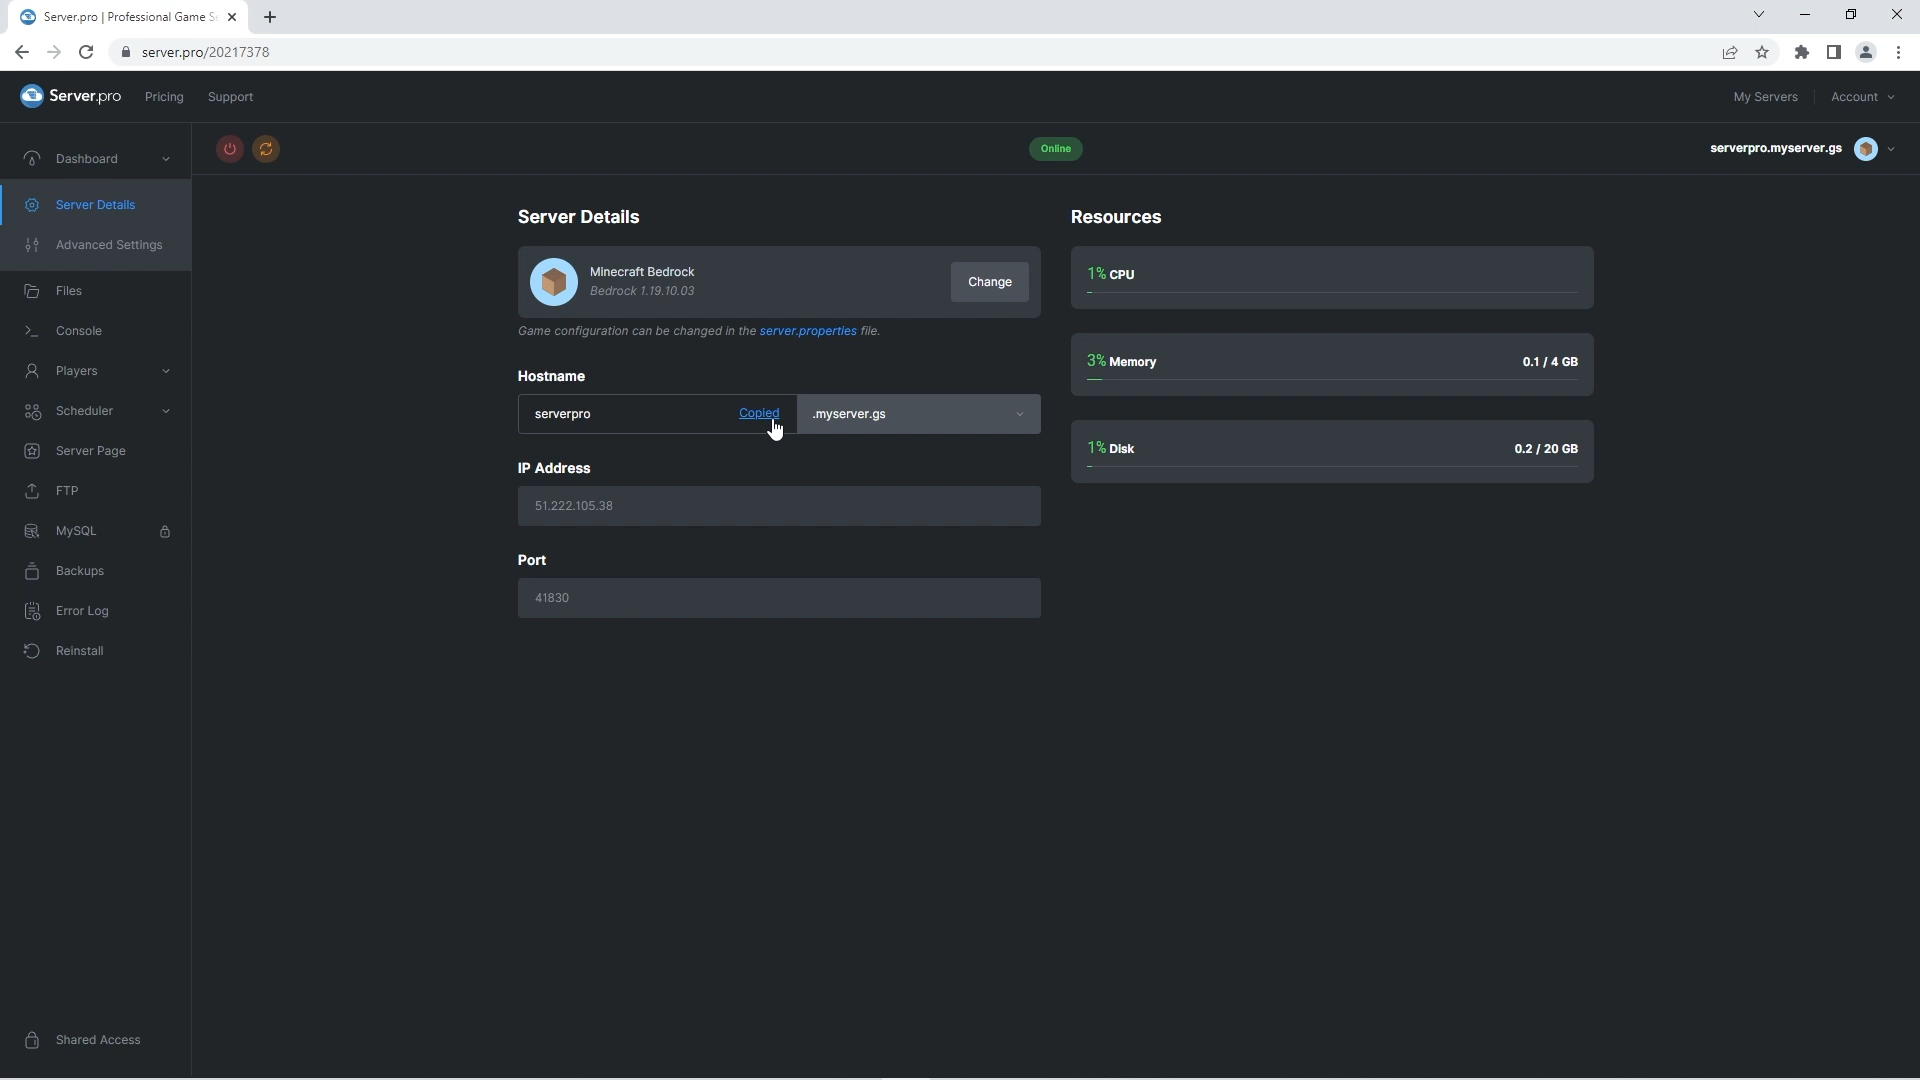 Server.pro | Professional Game Se
server.pro/20217378
Server.pro
Pricing
Support
My Servers
Account
Dashboard
Online
serverpro.myserver.gs
Server Details
Advanced Settings
Files
Console
Players
Scheduler
Server Page
FTP
MySQL
Backups
Error Log
Reinstall
Shared Access
Server Details
Minecraft Bedrock
Bedrock 1.19.10.03
Change
Game configuration can be changed in the server.properties file.
Hostname
serverpro Copied .myserver.gs
IP Address
51.222.105.38
Port
41830
Resources
1% CPU
3% Memory 0.1 / 4 GB
1% Disk 0.2 / 20 GB